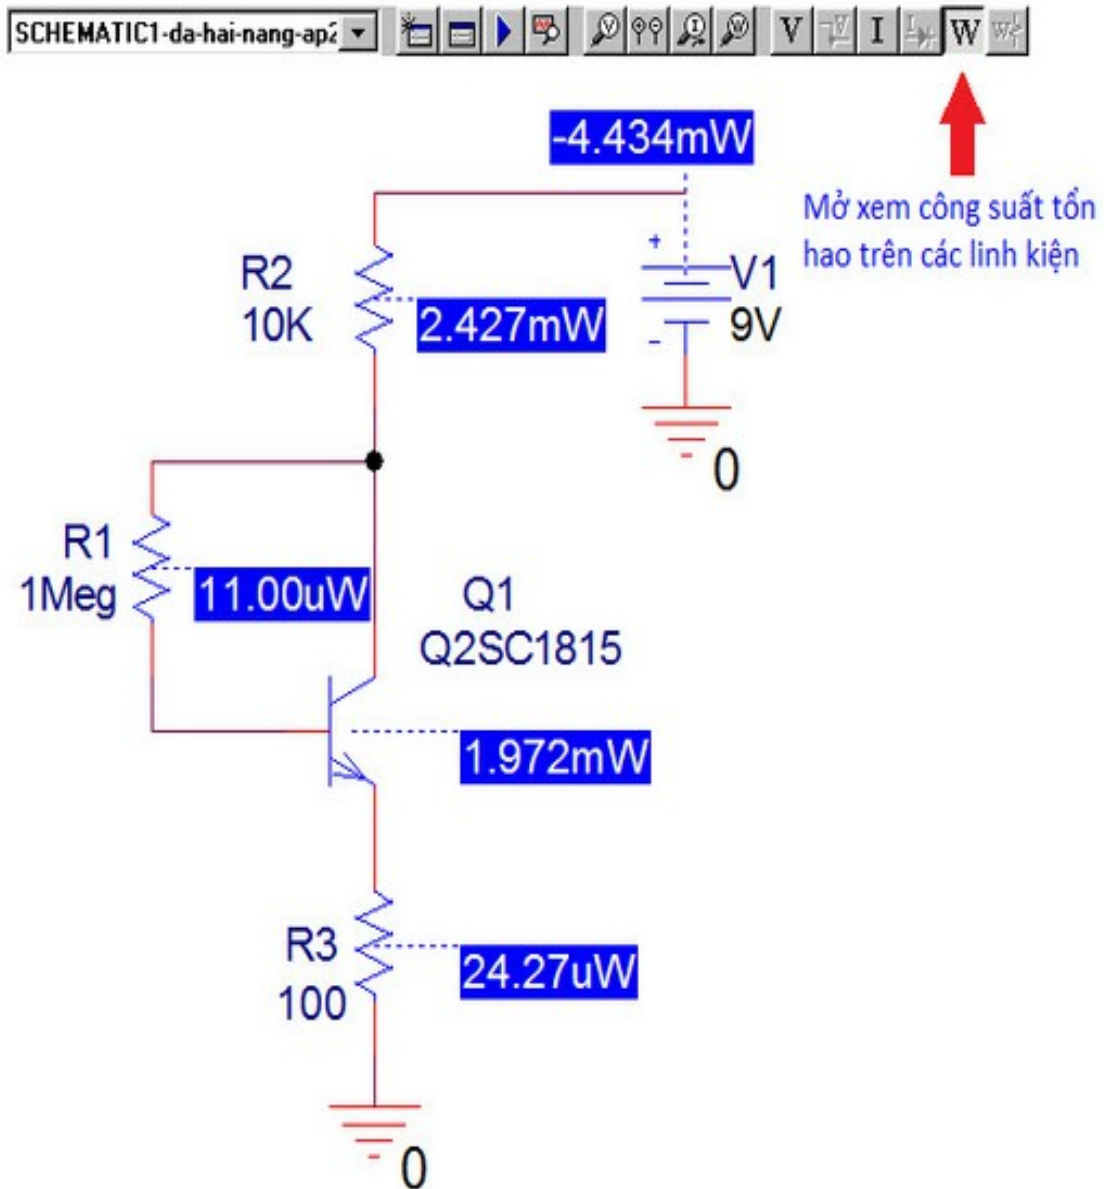 SCHEMATIC1-da-hai-nang-ap2
V I W
-4.434mW
Mở xem công suất tổn
hao trên các linh kiện
+
R2
10K
V1
9V
2.427mW
-
0
R1
1Meg
11.00uW
Q1
Q2SC1815
1.972mW
R3
100
24.27uW
0